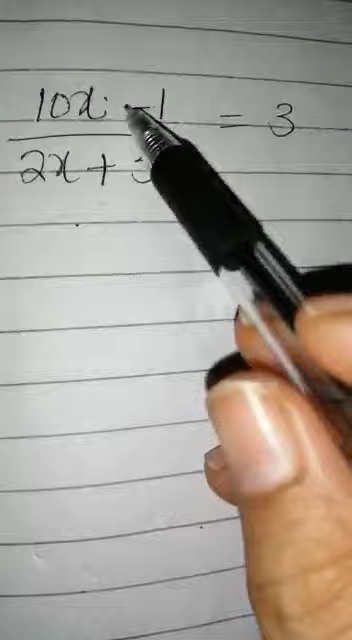 10x - 1 = 3
2x +